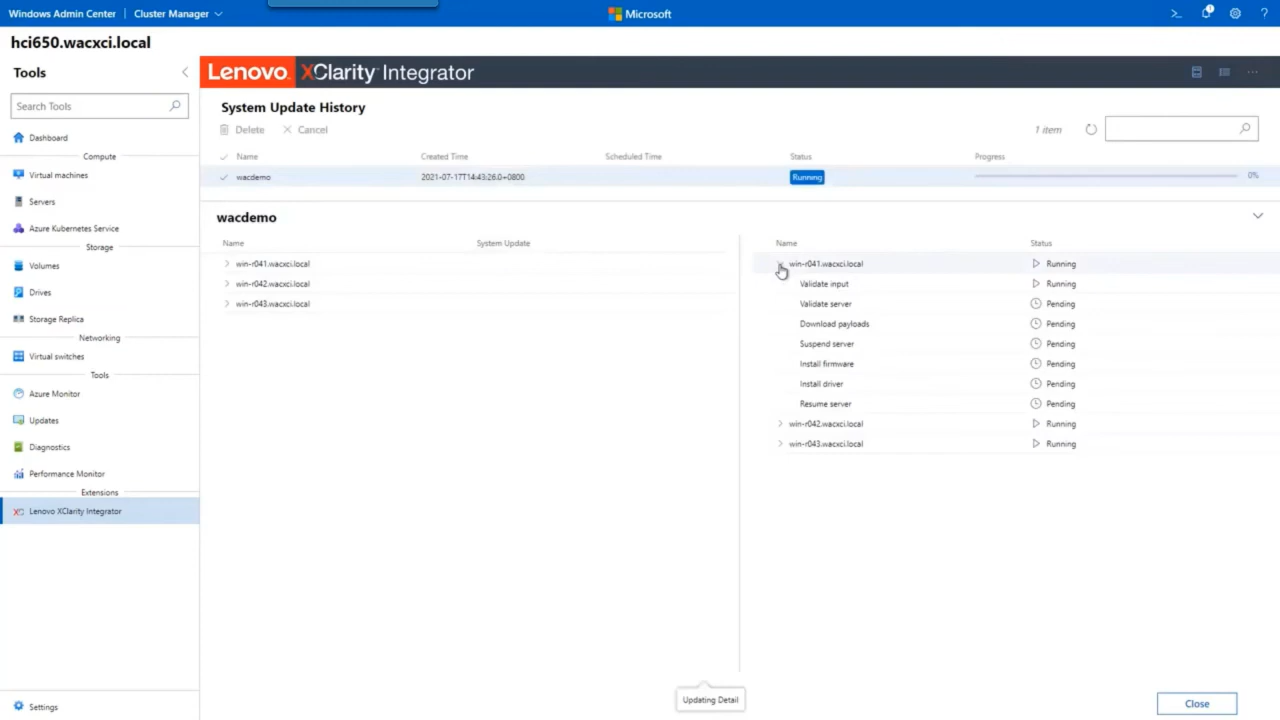 Windows Admin Center | Cluster Manager
Microsoft
1
?
hci650.wacxci.local
Tools
Search Tools
Dashboard
Compute
Virtual machines
Servers
Azure Kubernetes Service
Storage
Volumes
Drives
Storage Replica
Networking
Virtual switches
Tools
Azure Monitor
Updates
Diagnostics
Performance Monitor
Extensions
Lenovo XClarity Integrator
Settings
Lenovo. XClarity Integrator
System Update History
Delete Cancel 1 item
Name Created Time Scheduled Time Status Progress
wacdemo 2021-07-17T14:43:26.0+0800 Running 0%
wacdemo
Name System Update
win-r041.wacxci.local
win-r042.wacxci.local
win-r043.wacxci.local
Name Status
win-r041.wacxci.local Running
Validate input Running
Validate server Pending
Download payloads Pending
Suspend server Pending
Install firmware Pending
Install driver Pending
Resume server Pending
win-r042.wacxci.local Running
win-r043.wacxci.local Running
Updating Detail
Close